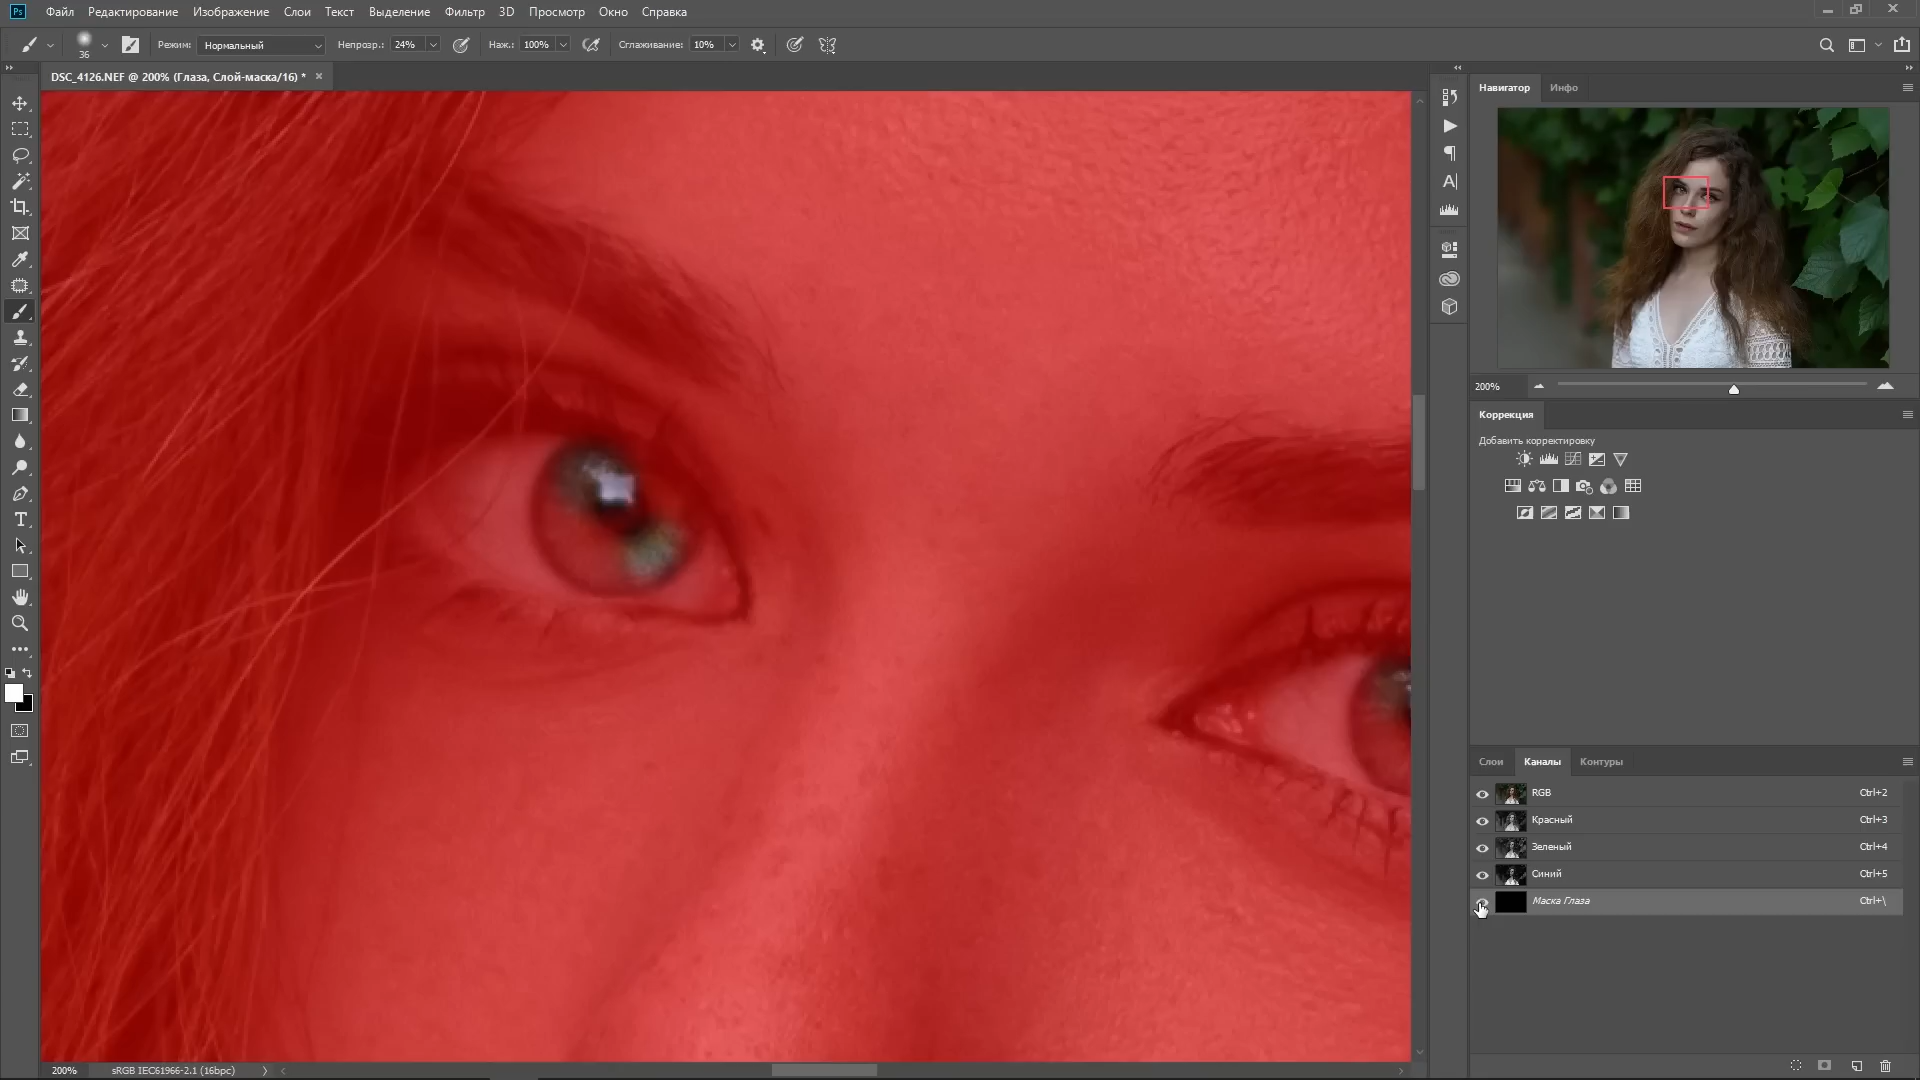 Ps Файл Редактирование Изображение Слои Текст Выделение Фильтр 3D Просмотр Окно Справка
36 Режим: Нормальный Непрозр.: 24% Наж.: 100% Сглаживание: 10%
DSC_4126.NEF @ 200% (Глаза, Слой-маска/16) *
Навигатор Инфо
200%
Коррекция
Добавить корректировку
Слои Каналы Контуры
RGB Ctrl+2
Красный Ctrl+3
Зеленый Ctrl+4
Синий Ctrl+5
Маска Глаза Ctrl+\
200% sRGB IEC61966-2.1 (16bpc)